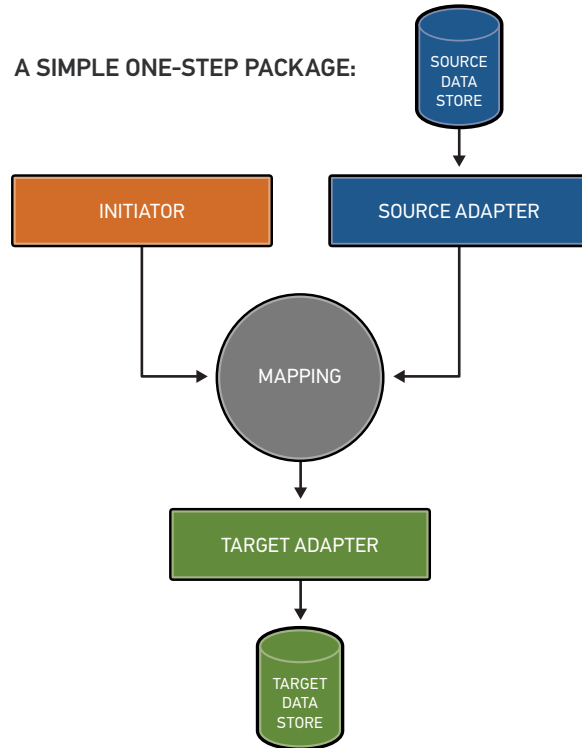 A SIMPLE ONE-STEP PACKAGE:
SOURCE
DATA
STORE
INITIATOR
SOURCE ADAPTER
MAPPING
TARGET ADAPTER
TARGET
DATA
STORE